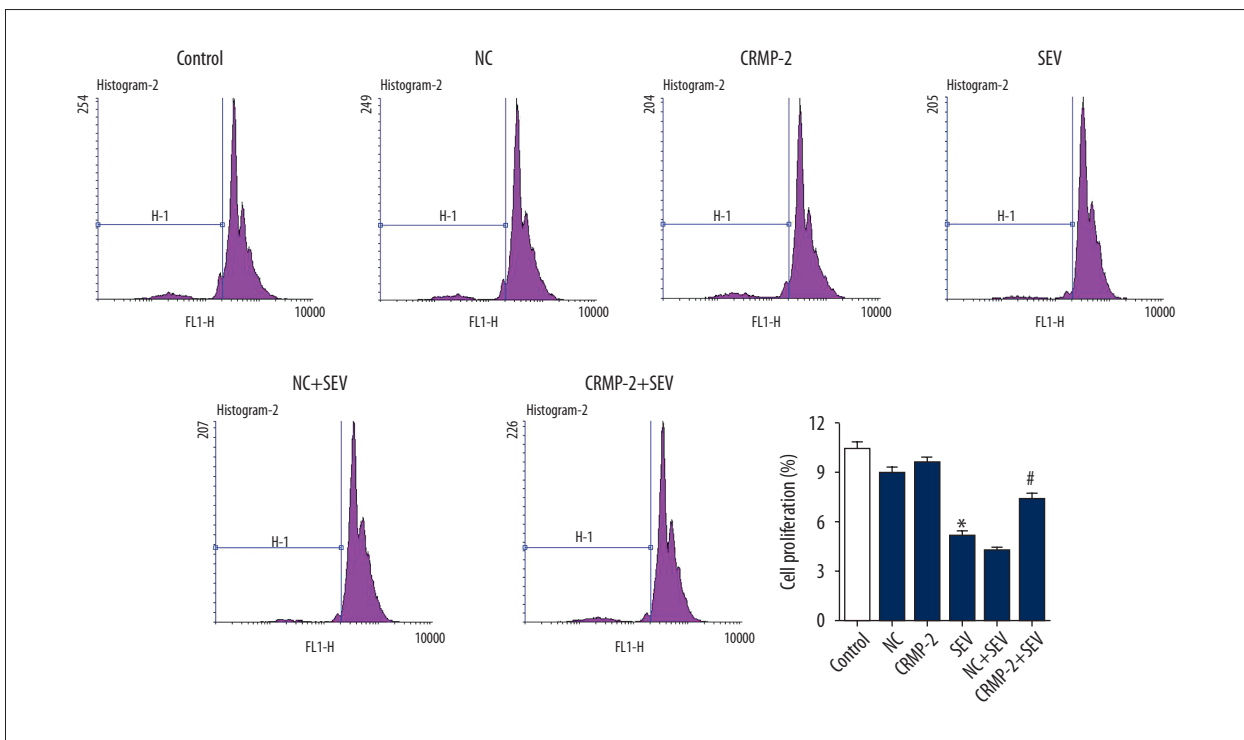 Control
Histogram-2
254
H-1
10000
FL1-H
NC
Histogram-2
249
H-1
10000
FL1-H
CRMP-2
Histogram-2
204
H-1
10000
FL1-H
SEV
Histogram-2
205
H-1
10000
FL1-H
NC+SEV
Histogram-2
207
H-1
10000
FL1-H
CRMP-2+SEV
Histogram-2
226
H-1
10000
FL1-H
Cell proliferation (%)
12
9
6
3
0
*
#
Control
NC
CRMP-2
SEV
NC+SEV
CRMP-2+SEV